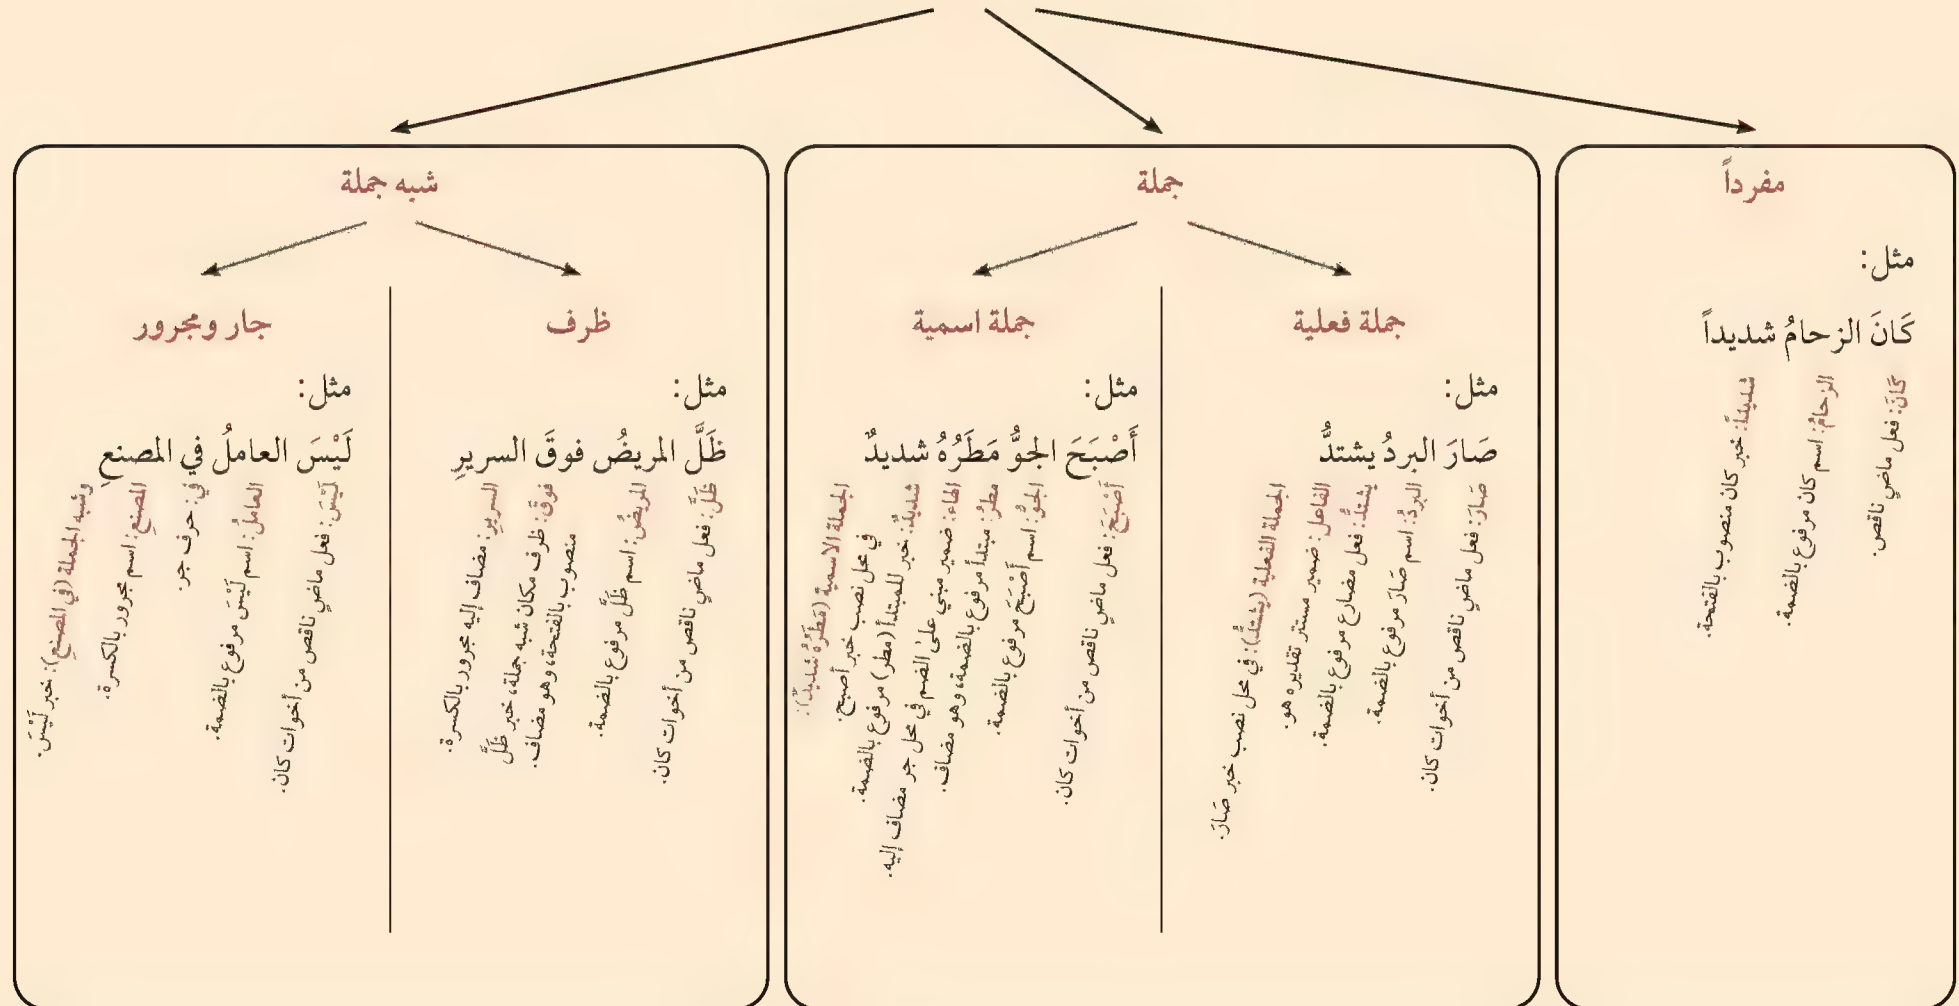 مفرداً
مثل:
كَانَ الزحامُ شديداً
كَانَ: فعل ماضي ناقص.
الزحامُ: اسم كان مرفوع بالضمة.
شديداً: خبر كان منصوب بالفتحة.
جملة
جملة فعلية
مثل:
صَارَ البردُ يشتدُّ
صَارَ: فعل ماضي ناقص من أخوات كان.
البردُ: اسم صَارَ مرفوع بالضمة.
يشتدُّ: فعل مضارع مرفوع بالضمة.
الفاعل: ضمير مستتر تقديره هو.
الجملة الفعلية (يشتدُّ): في محل نصب خبر صَارَ.
جملة اسمية
مثل:
أَصْبَحَ الجوُّ مَطَرُهُ شديدٌ
أَصْبَحَ: فعل ماضي ناقص من أخوات كان.
الجوُّ: اسم أَصْبَحَ مرفوع بالضمة.
مطرُ: مبتدأ مرفوع بالضمة، وهو مضاف.
الهاء: ضمير مبني على الضم في محل جر مضاف إليه.
شديدٌ: خبر للمبتدأ (مطر) مرفوع بالضمة.
الجملة الاسمية (مَطَرُهُ شديدٌ):
في محل نصب خبر أصبح.
شبه جملة
ظرف
مثل:
ظَلَّ المريضُ فوقَ السريرِ
ظَلَّ: فعل ماضي ناقص من أخوات كان.
المريضُ: اسم ظَلَّ مرفوع بالضمة.
فوقَ: ظرف مكان شبه جملة، خبر ظَلَّ
منصوب بالفتحة، وهو مضاف.
السريرِ: مضاف إليه مجرور بالكسرة.
جار ومجرور
مثل:
لَيْسَ العاملُ في المصنعِ
لَيْسَ: فعل ماضي ناقص من أخوات كان.
العاملُ: اسم لَيْسَ مرفوع بالضمة.
في: حرف جر.
المصنعِ: اسم مجرور بالكسرة.
وشبه الجملة (في المصنعِ): خبر لَيْسَ.